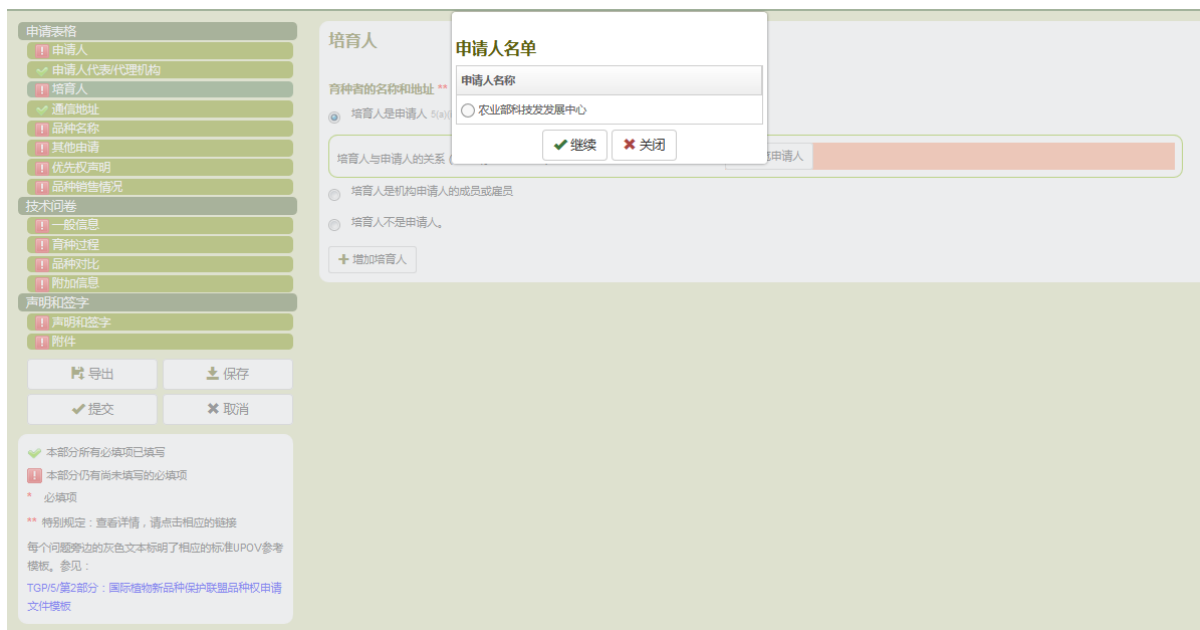 申请表格
申请人
申请人代表/代理机构
培育人
通信地址
品种名称
其他申请
优先权声明
品种销售情况
技术问卷
一般信息
育种过程
品种对比
附加信息
声明和签字
声明和签字
附件
导出
保存
提交
取消
本部分所有必填项已填写
本部分仍有尚未填写的必填项
* 必填项
** 特别规定：查看详情，请点击相应的链接
每个问题旁边的灰色文本标明了相应的标准UPOV参考
模板。参见：
TGP/5/第2部分：国际植物新品种保护联盟品种权申请
文件模板
培育人
育种者的名称和地址 **
培育人是申请人 5(a)(
培育人与申请人的关系 (
申请人
培育人是机构申请人的成员或雇员
培育人不是申请人。
增加培育人
申请人名单
申请人名称
农业部科技发发展中心
继续
关闭